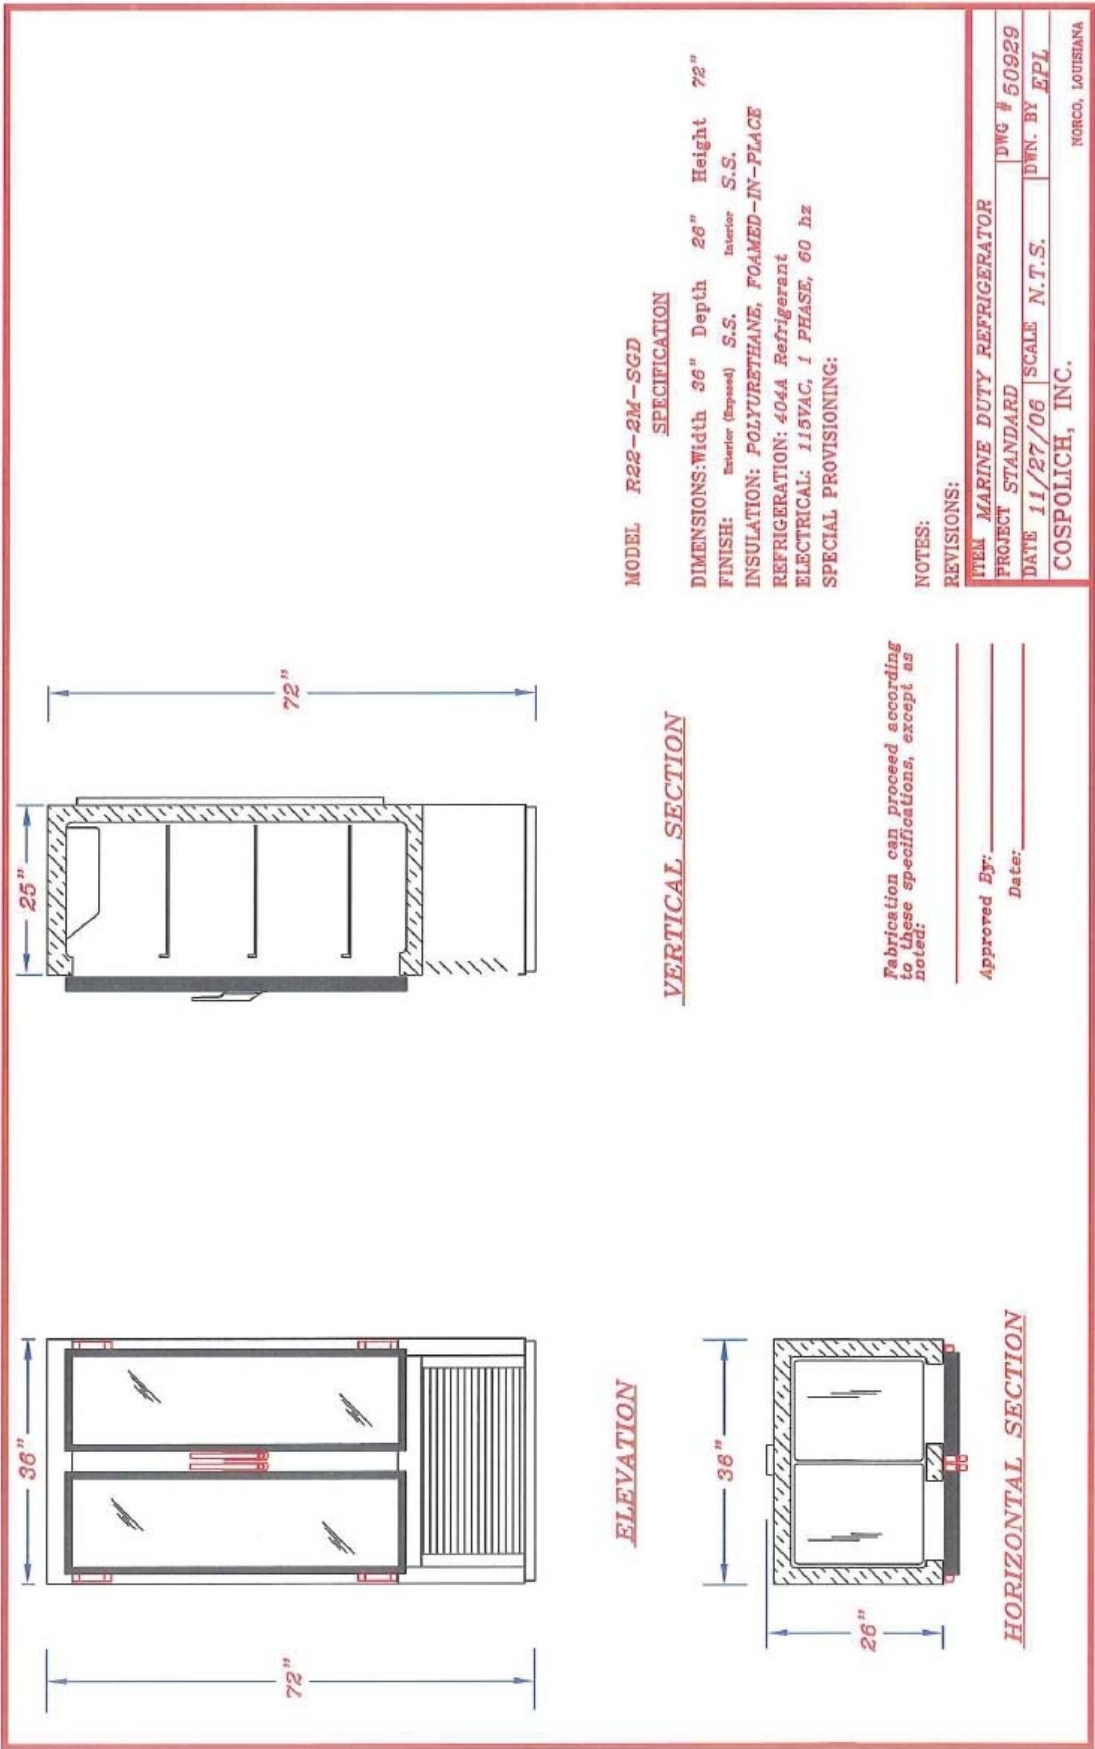 36"
72"
ELEVATION
25"
72"
VERTICAL SECTION
36"
26"
HORIZONTAL SECTION
MODEL R22-2M-SGD
SPECIFICATION
DIMENSIONS:Width 36" Depth 26" Height 72"
FINISH: Exterior (Exposed) S.S. Interior S.S.
INSULATION: POLYURETHANE, FOAMED-IN-PLACE
REFRIGERATION: 404A Refrigerant
ELECTRICAL: 115VAC, 1 PHASE, 60 hz
SPECIAL PROVISIONING:
Fabrication can proceed according
to these specifications, except as
noted:
Approved By:
Date:
NOTES:
REVISIONS:
ITEM MARINE DUTY REFRIGERATOR
PROJECT STANDARD DWG # 50929
DATE 11/27/06 SCALE N.T.S. DWN. BY EPL
COSPOLICH, INC.
NORCO, LOUISIANA